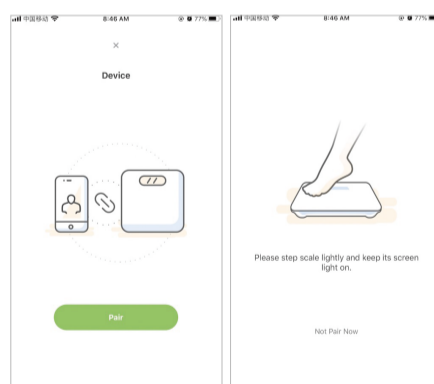 中国移动 8:46 AM 77%
×
Device
Pair
中国移动 8:46 AM 77%
Please step scale lightly and keep its screen
light on.
Not Pair Now